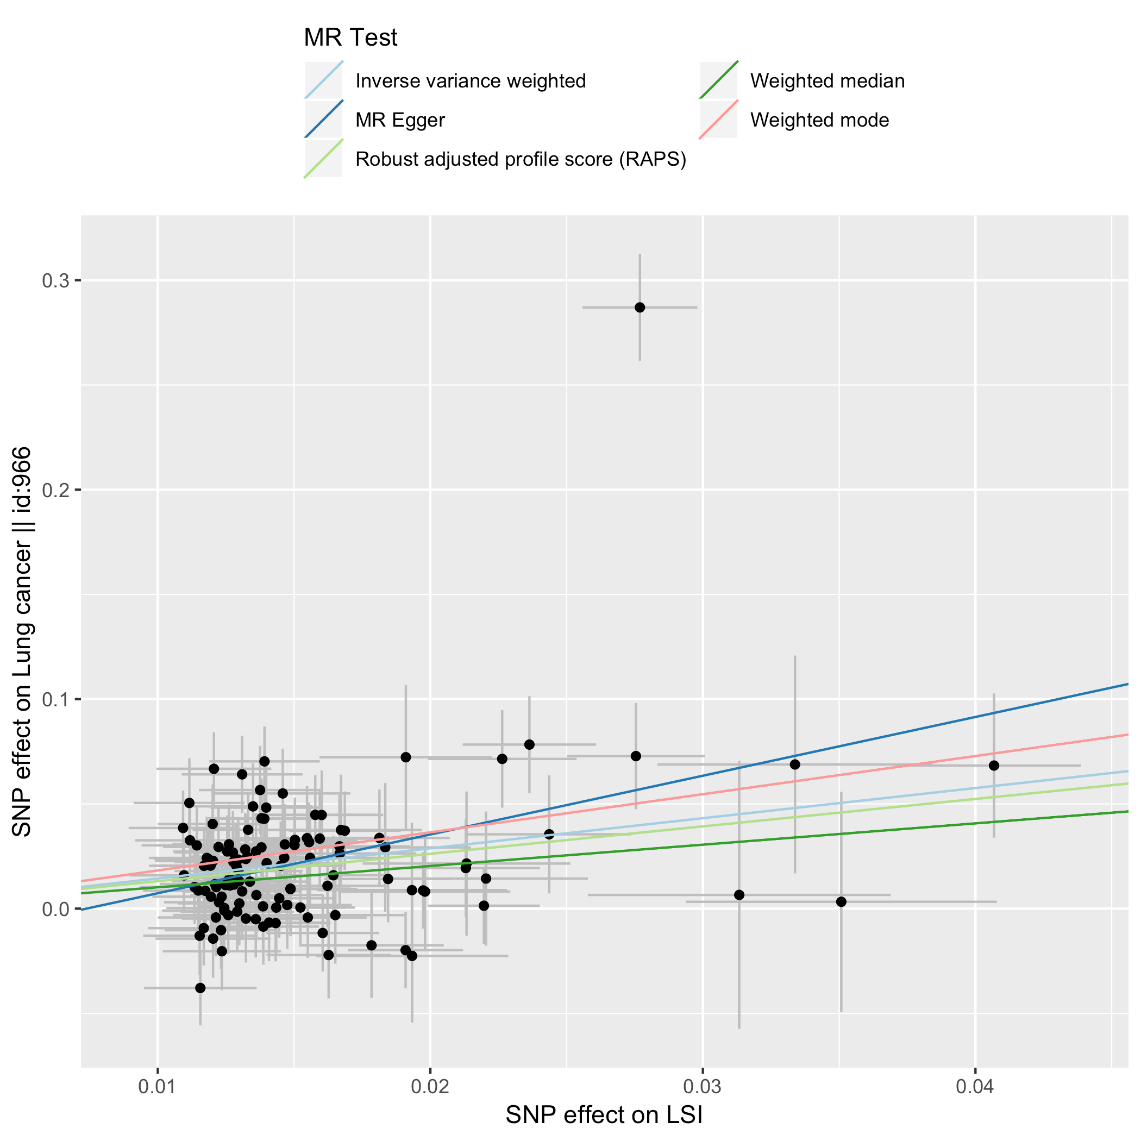 MR Test
Inverse variance weighted
Weighted median
MR Egger
Weighted mode
Robust adjusted profile score (RAPS)
SNP effect on Lung cancer || id:966
0.3
0.2
0.1
0.0
0.01
0.02
0.03
0.04
SNP effect on LSI